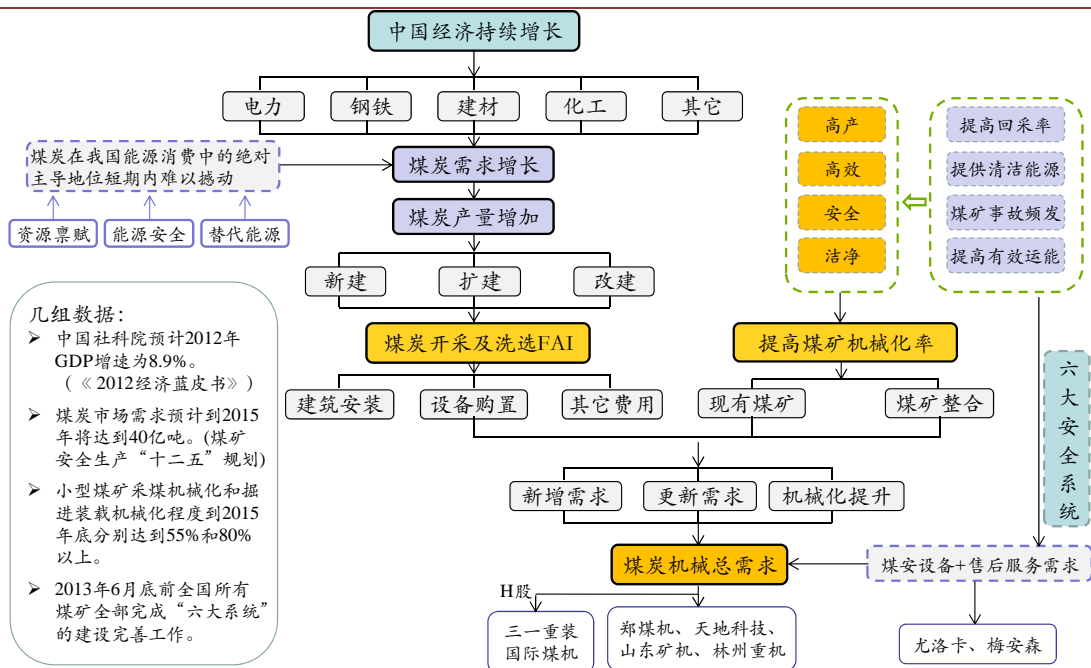 中国经济持续增长
电力
钢铁
建材
化工
其它
煤炭在我国能源消费中的绝对
主导地位短期内难以撼动
资源禀赋
能源安全
替代能源
煤炭需求增长
煤炭产量增加
新建
扩建
改建
煤炭开采及洗选FAI
建筑安装
设备购置
其它费用
高产
高效
安全
洁净
提高回采率
提供清洁能源
煤矿事故频发
提高有效运能
提高煤矿机械化率
现有煤矿
煤矿整合
六大安全系统
几组数据：
➢ 中国社科院预计2012年
GDP增速为8.9%。
（《2012经济蓝皮书》）
➢ 煤炭市场需求预计到2015
年将达到40亿吨。(煤矿
安全生产“十二五”规划)
➢ 小型煤矿采煤机械化和掘
进装载机械化程度到2015
年底分别达到55%和80%
以上。
➢ 2013年6月底前全国所有
煤矿全部完成“六大系统”
的建设完善工作。
新增需求
更新需求
机械化提升
煤炭机械总需求
煤安设备+售后服务需求
H股
三一重装
国际煤机
郑煤机、天地科技、
山东矿机、林州重机
尤洛卡、梅安森